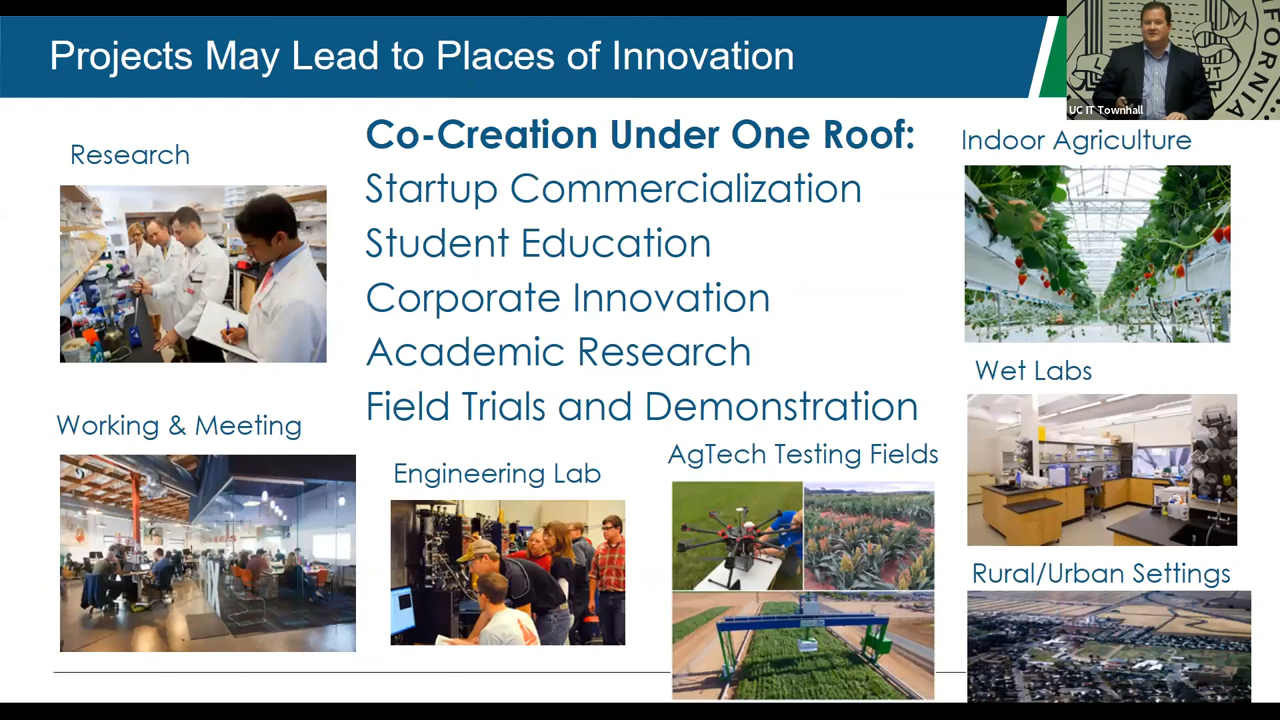 Projects May Lead to Places of Innovation
UC IT Townhall
IFORNIA
Co-Creation Under One Roof:
Startup Commercialization
Student Education
Corporate Innovation
Academic Research
Field Trials and Demonstration
Research
Working & Meeting
Engineering Lab
AgTech Testing Fields
Indoor Agriculture
Wet Labs
Rural/Urban Settings